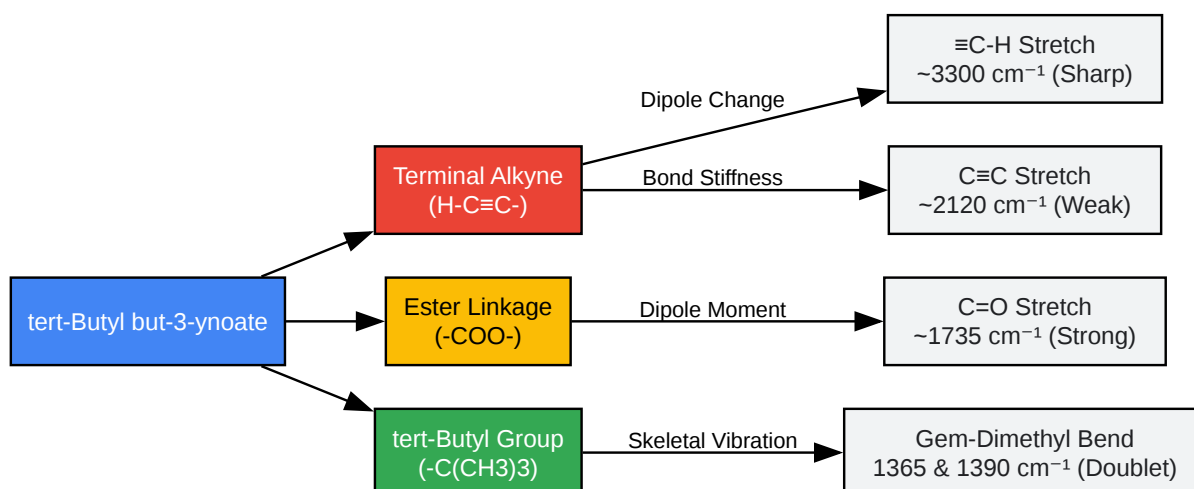 ≡C-H Stretch
~3300 cm⁻¹ (Sharp)
Dipole Change
Terminal Alkyne
(H-C≡C-)
Bond Stiffness
C≡C Stretch
~2120 cm⁻¹ (Weak)
tert-Butyl but-3-ynoate
Ester Linkage
(-COO-)
Dipole Moment
C=O Stretch
~1735 cm⁻¹ (Strong)
tert-Butyl Group
(-C(CH3)3)
Skeletal Vibration
Gem-Dimethyl Bend
1365 & 1390 cm⁻¹ (Doublet)